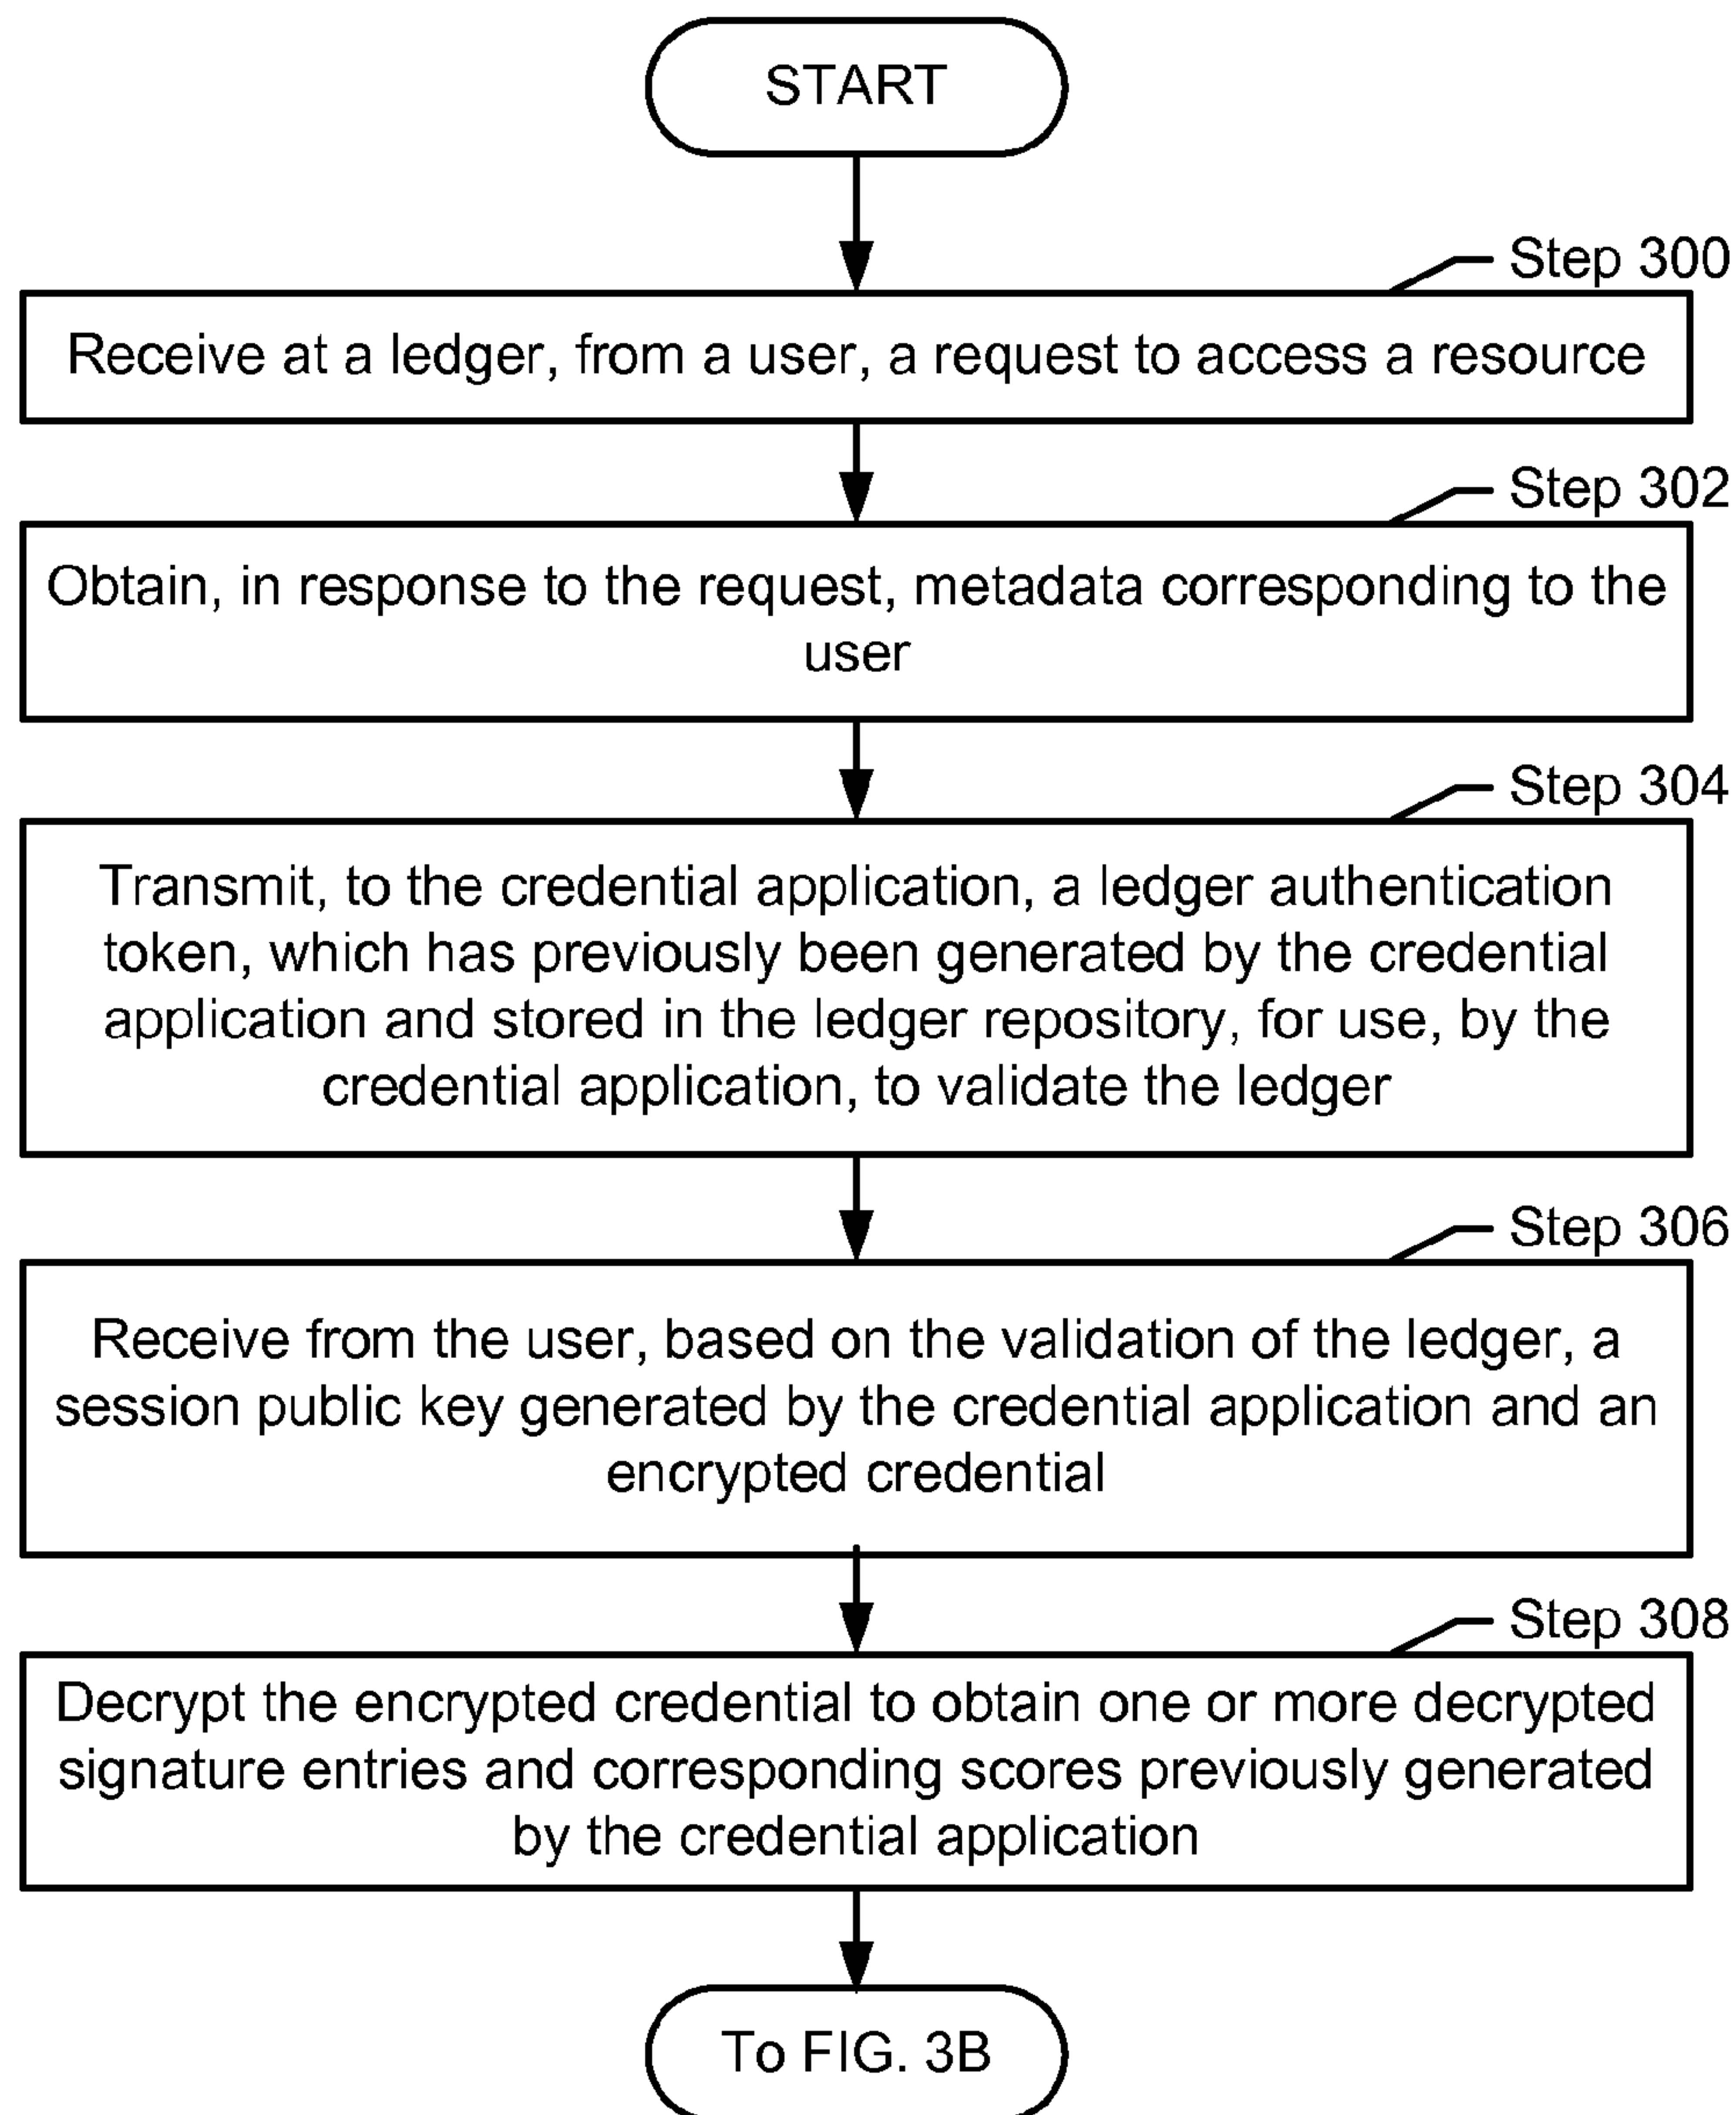 START
Step 300
Receive at a ledger, from a user, a request to access a resource
Step 302
Obtain, in response to the request, metadata corresponding to the
user
Step 304
Transmit, to the credential application, a ledger authentication
token, which has previously been generated by the credential
application and stored in the ledger repository, for use, by the
credential application, to validate the ledger
Step 306
Receive from the user, based on the validation of the ledger, a
session public key generated by the credential application and an
encrypted credential
Step 308
Decrypt the encrypted credential to obtain one or more decrypted
signature entries and corresponding scores previously generated
by the credential application
To FIG. 3B